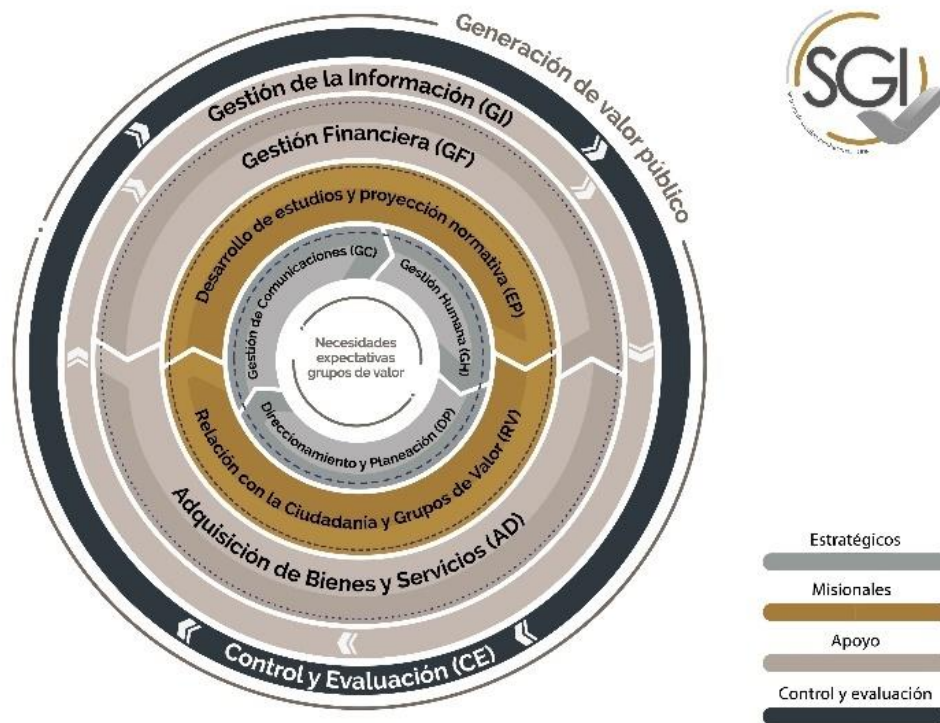 Generación de valor público
Gestión de la Información (GI)
Gestión Financiera (GF)
Desarrollo de estudios y proyección normativa (EP)
Gestión de Comunicaciones (GC)
Gestión Humana (GH)
Necesidades
expectativas
grupos de valor
Direccionamiento y Planeación (DP)
Relación con la Ciudadanía y Grupos de Valor (RV)
Adquisición de Bienes y Servicios (AD)
Control y Evaluación (CE)
SGI
Estratégicos
Misionales
Apoyo
Control y evaluación